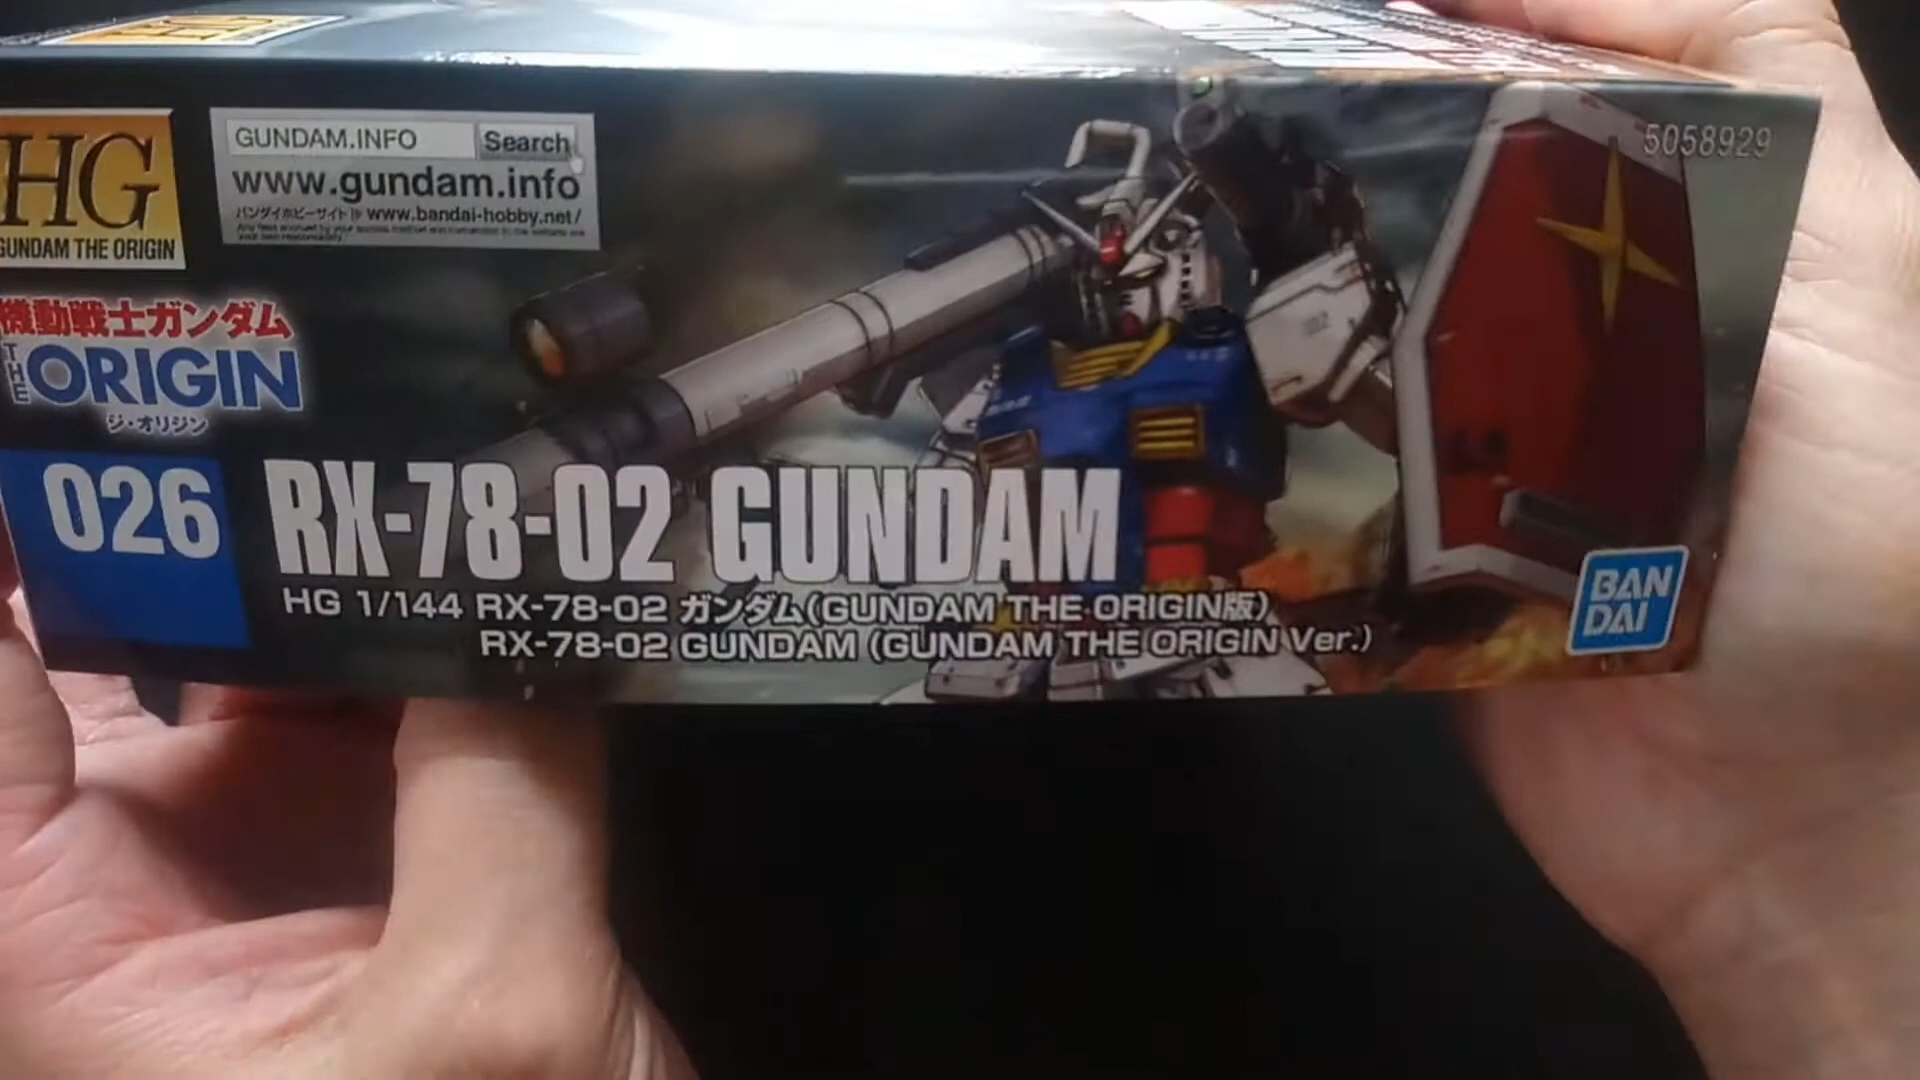 HG
GUNDAM THE ORIGIN
GUNDAM.INFO Search
www.gundam.info
バンダイホビーサイト www.bandai-hobby.net/
5058929
機動戦士ガンダム
THE ORIGIN
ジ・オリジン
026
RX-78-02 GUNDAM
HG 1/144 RX-78-02 ガンダム(GUNDAM THE ORIGIN版)
RX-78-02 GUNDAM (GUNDAM THE ORIGIN Ver.)
BAN
DAI